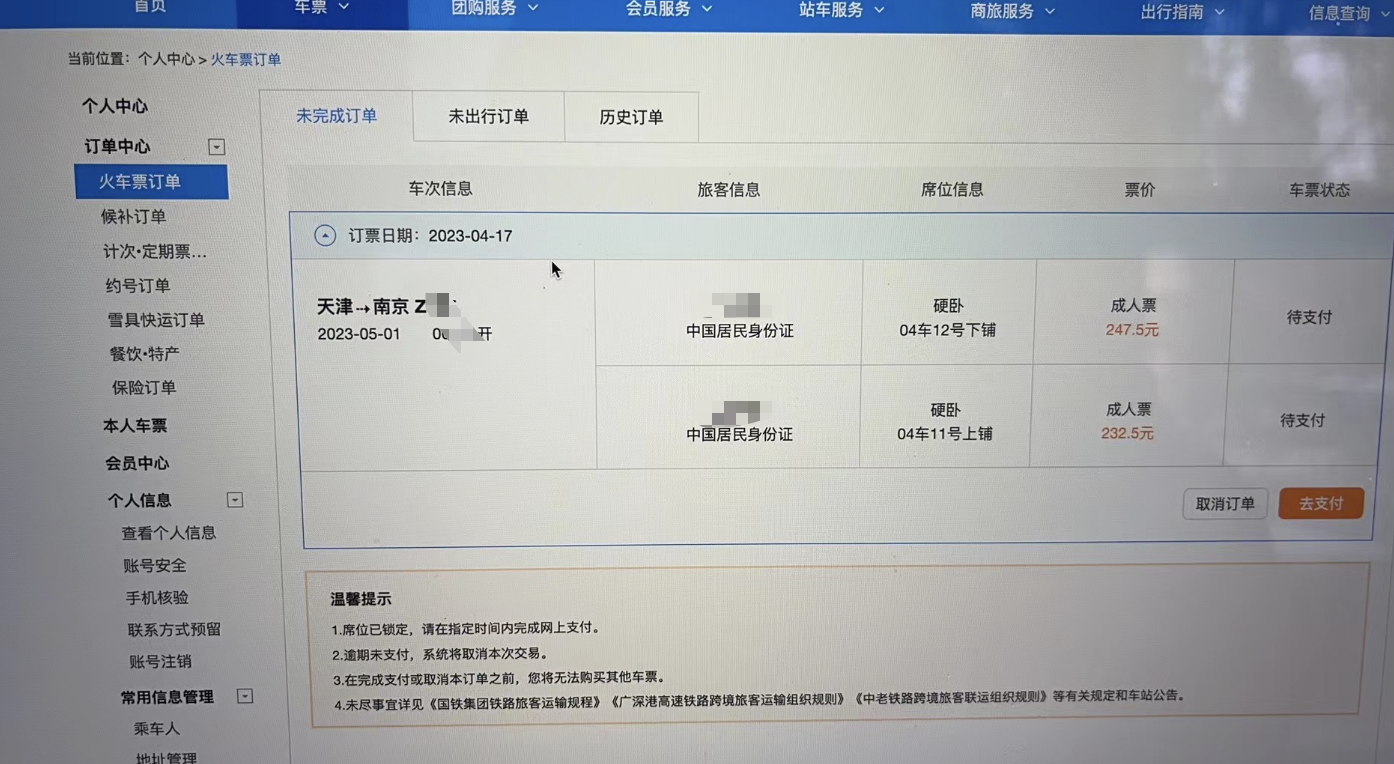 首页 车票 团购服务 会员服务 站车服务 商旅服务 出行指南 信息查询
当前位置：个人中心>火车票订单
个人中心
订单中心
火车票订单
候补订单
计次•定期票...
约号订单
雪具快运订单
餐饮•特产
保险订单
本人车票
会员中心
个人信息
查看个人信息
账号安全
手机核验
联系方式预留
账号注销
常用信息管理
乘车人
地址管理
未完成订单 未出行订单 历史订单
车次信息 旅客信息 席位信息 票价 车票状态
订票日期：2023-04-17
天津→南京 Z
2023-05-01 开
中国居民身份证
硬卧
04车12号下铺
成人票
247.5元
待支付
中国居民身份证
硬卧
04车11号上铺
成人票
232.5元
待支付
取消订单 去支付
温馨提示
1.席位已锁定，请在指定时间内完成网上支付。
2.逾期未支付，系统将取消本次交易。
3.在完成支付或取消本订单之前，您将无法购买其他车票。
4.未尽事宜详见《国铁集团铁路旅客运输规程》《广深港高速铁路跨境旅客运输组织规则》《中老铁路跨境旅客联运组织规则》等有关规定和车站公告。